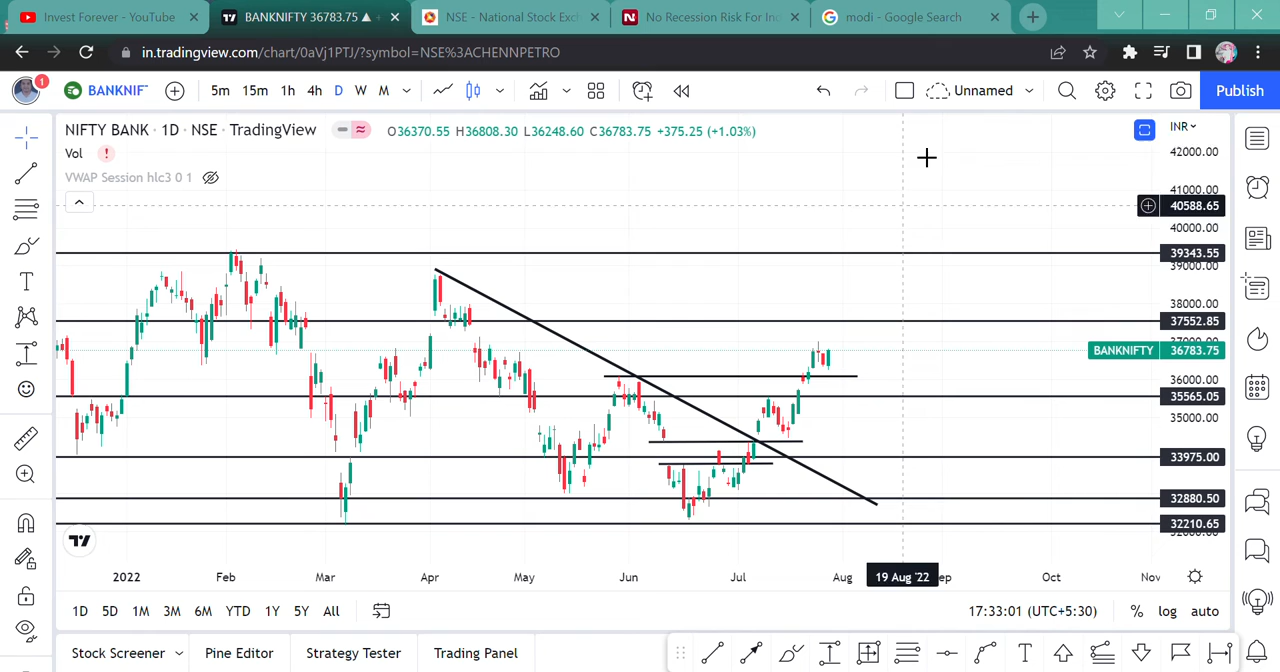 Invest Forever - YouTube
BANKNIFTY 36783.75 ▲
NSE - National Stock Exc
No Recession Risk For Ind
modi - Google Search
in.tradingview.com/chart/0aVj1PTJ/?symbol=NSE%3ACHENNPETRO
1
BANKNIF
5m 15m 1h 4h D W M
Unnamed
Publish
NIFTY BANK · 1D · NSE · TradingView
O36370.55 H36808.30 L36248.60 C36783.75 +375.25 (+1.03%)
INR
Vol !
VWAP Session hlc3 0 1
42000.00
41000.00
40588.65
40000.00
39343.55
39000.00
38000.00
37552.85
37000.00
BANKNIFTY 36783.75
36000.00
35565.05
35000.00
33975.00
32880.50
32210.65
32000.00
2022 Feb Mar Apr May Jun Jul Aug 19 Aug '22 ep Oct Nov
1D 5D 1M 3M 6M YTD 1Y 5Y All
17:33:01 (UTC+5:30) % log auto
Stock Screener Pine Editor Strategy Tester Trading Panel